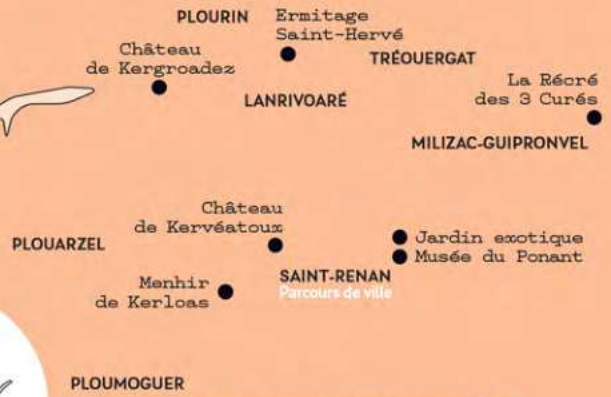 PLOURIN
Ermitage
Saint-Hervé
Château
de Kergroadez
TRÉOUERGAT
La Récré
des 3 Curés
LANRIVOARÉ
MILIZAC-GUIPRONVEL
Château
de Kervéatoux
PLOUARZEL
Jardin exotique
Musée du Ponant
SAINT-RENAN
Parcours de ville
Menhir
de Kerloas
PLOUMOGUER